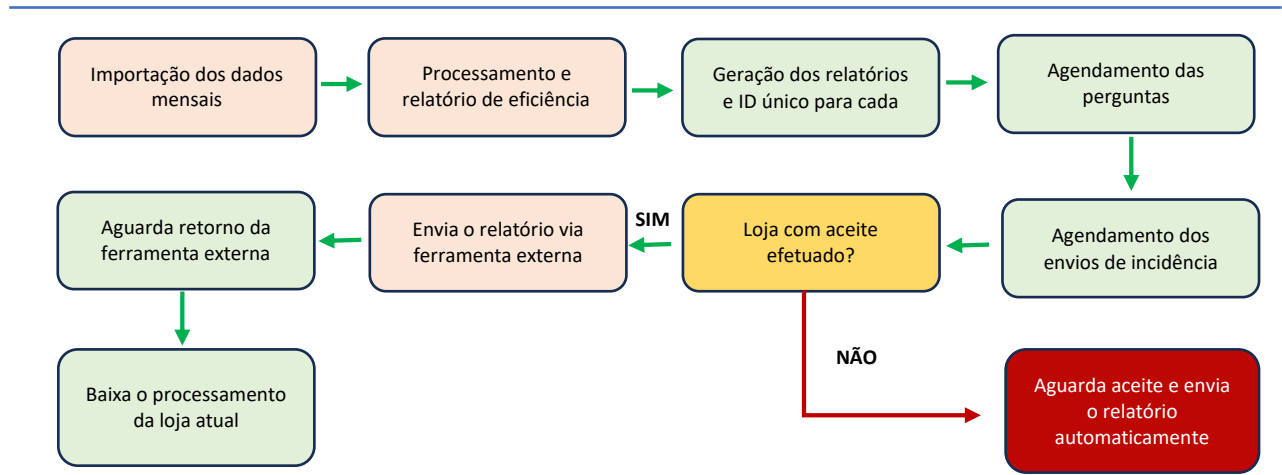 Importação dos dados
mensais
Processamento e
relatório de eficiência
Geração dos relatórios
e ID único para cada
Agendamento das
perguntas
Agendamento dos
envios de incidência
Loja com aceite
efetuado?
SIM
Envia o relatório via
ferramenta externa
Aguarda retorno da
ferramenta externa
Baixa o processamento
da loja atual
NÃO
Aguarda aceite e envia
o relatório
automaticamente